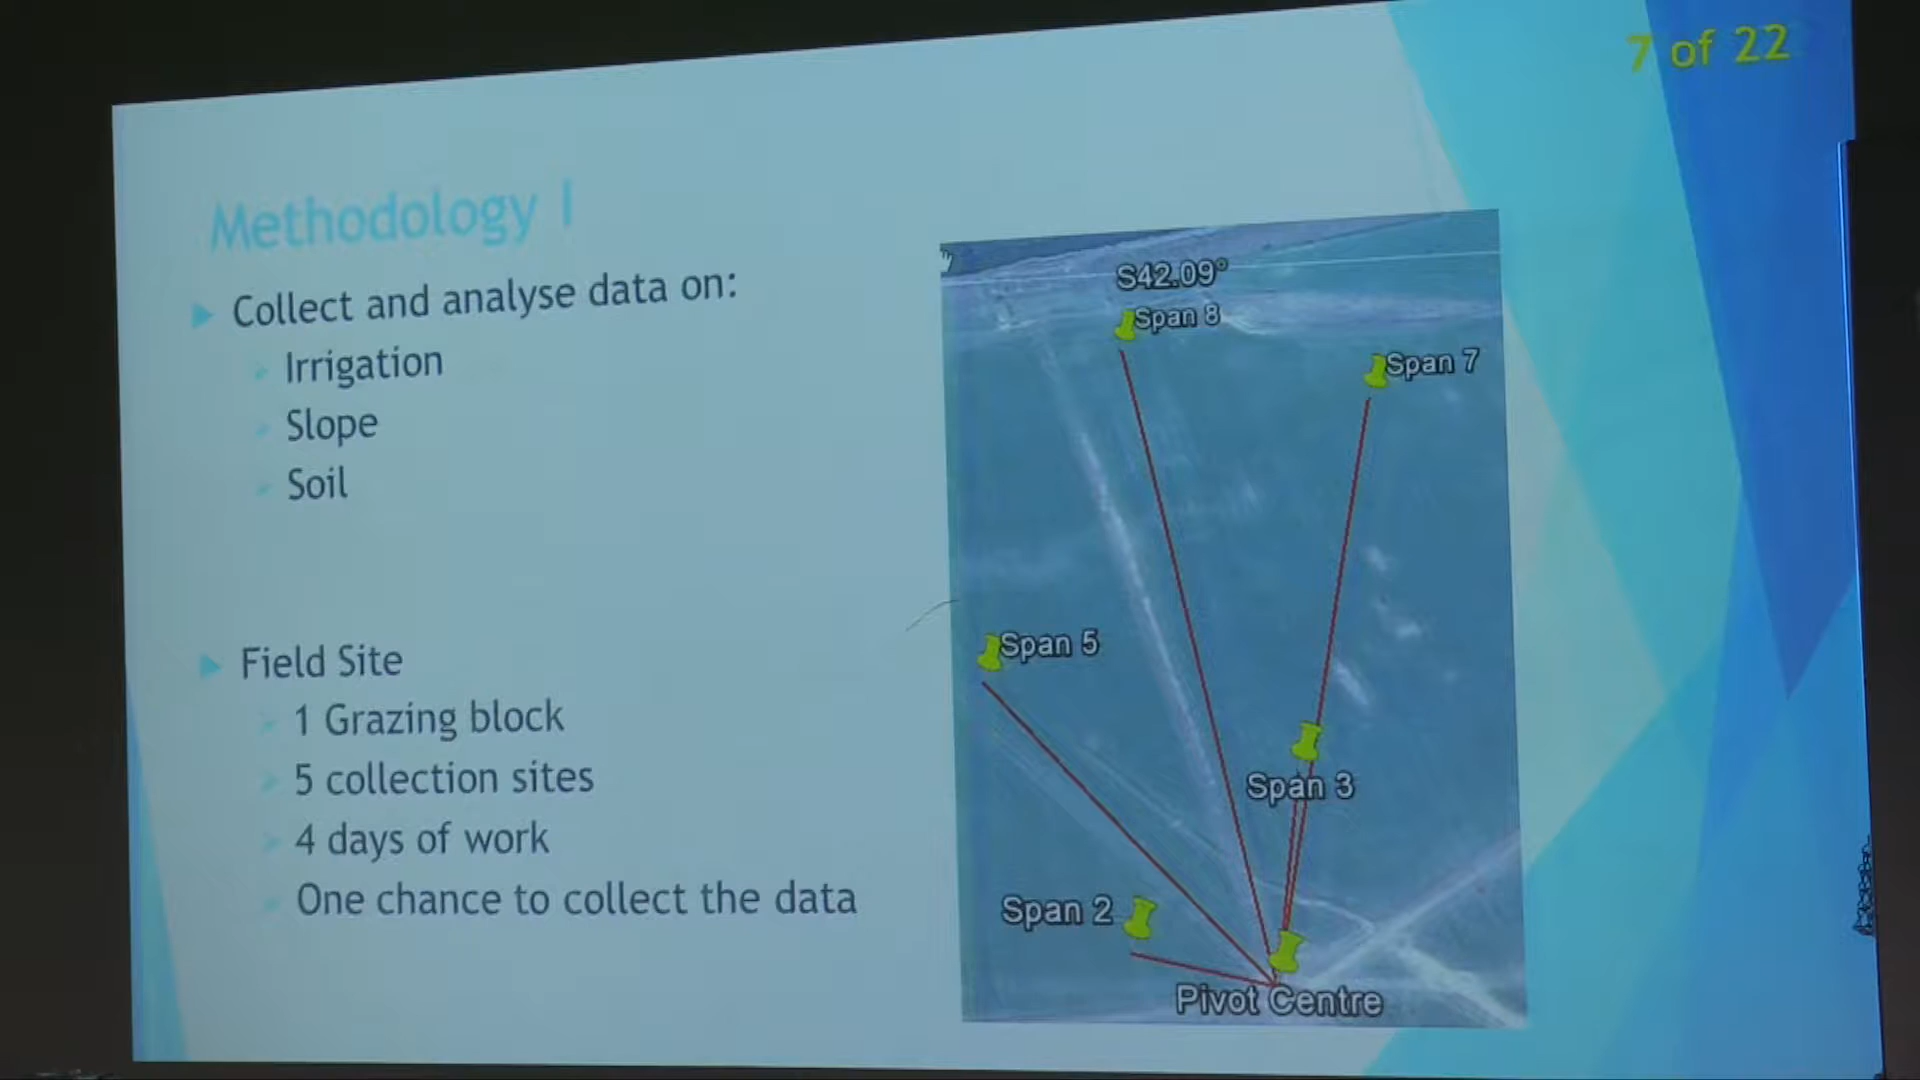 7 of 22
Methodology I
Collect and analyse data on:
Irrigation
Slope
Soil
Field Site
1 Grazing block
5 collection sites
4 days of work
One chance to collect the data
S42.09°
Span 8
Span 7
Span 5
Span 3
Span 2
Pivot Centre